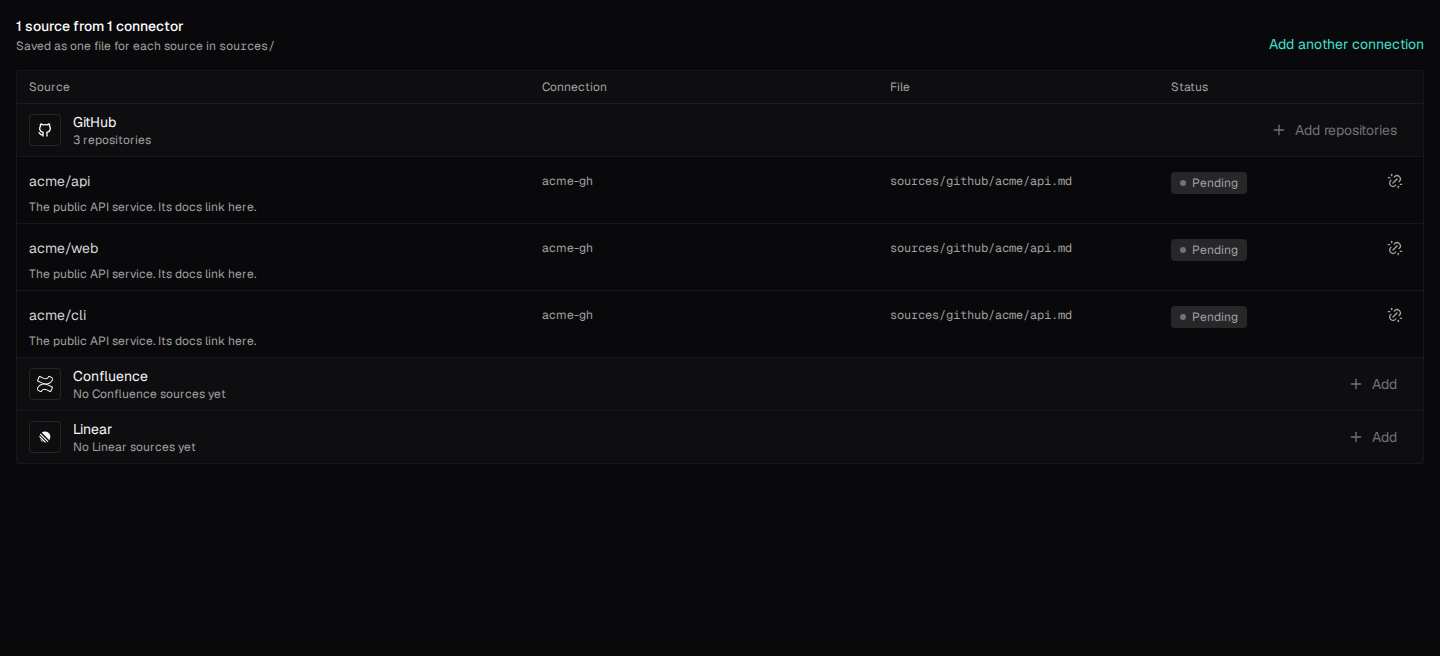 1 source from 1 connector
Saved as one file for each source in sources/
Add another connection
Source Connection File Status
GitHub
3 repositories
+ Add repositories
acme/api acme-gh sources/github/acme/api.md Pending
The public API service. Its docs link here.
acme/web acme-gh sources/github/acme/api.md Pending
The public API service. Its docs link here.
acme/cli acme-gh sources/github/acme/api.md Pending
The public API service. Its docs link here.
Confluence
No Confluence sources yet
+ Add
Linear
No Linear sources yet
+ Add